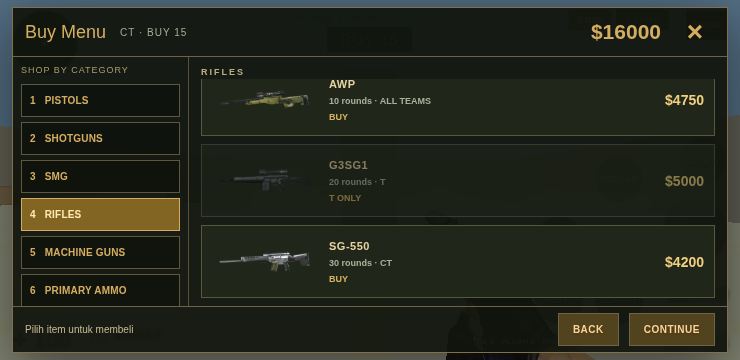 Buy Menu CT · BUY 15 $16000 ✕
SHOP BY CATEGORY
1 PISTOLS
2 SHOTGUNS
3 SMG
4 RIFLES
5 MACHINE GUNS
6 PRIMARY AMMO
RIFLES
AWP
10 rounds · ALL TEAMS
BUY
$4750
G3SG1
20 rounds · T
T ONLY
$5000
SG-550
30 rounds · CT
BUY
$4200
Pilih item untuk membeli
BACK
CONTINUE